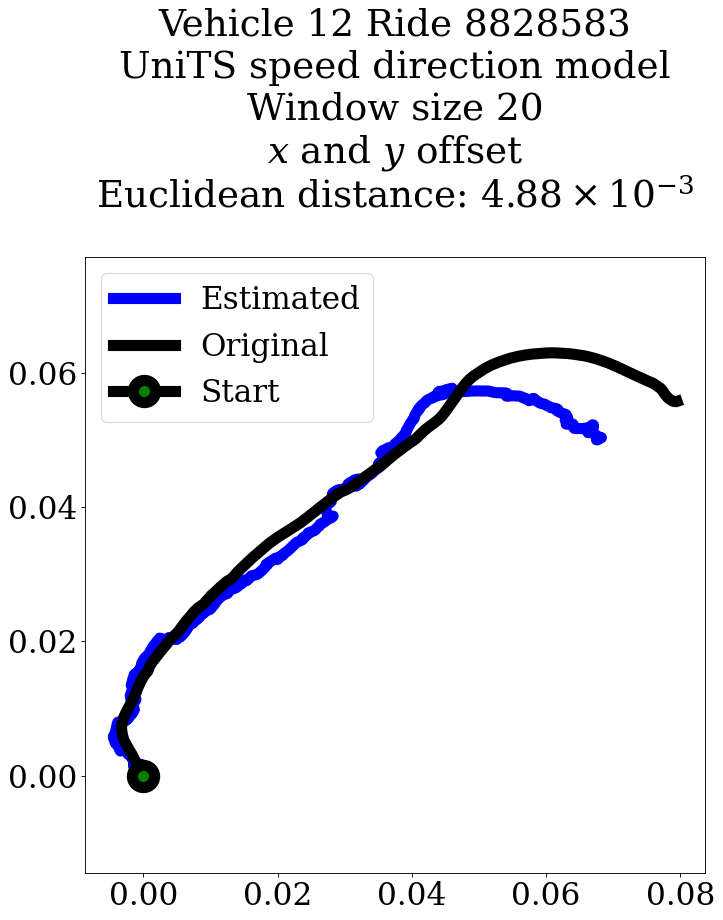 Vehicle 12 Ride 8828583
UniTS speed direction model
Window size 20
x and y offset
Euclidean distance: 4.88 × 10⁻³
Estimated
Original
Start
0.06
0.04
0.02
0.00
0.00 0.02 0.04 0.06 0.08